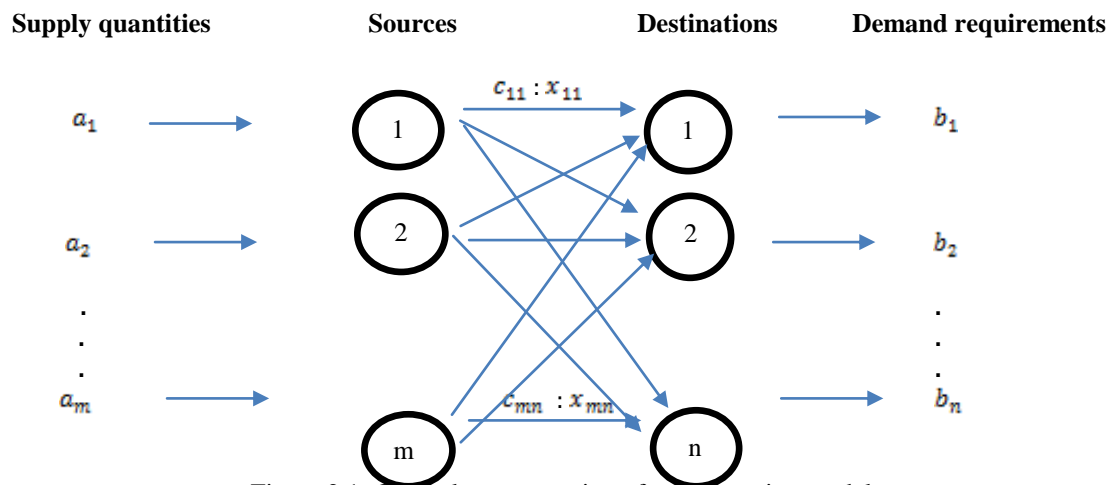 Supply quantities Sources Destinations Demand requirements
c₁₁ : x₁₁
a₁ 1 1 b₁
a₂ 2 2 b₂
. .
. .
. .
aₘ cₘₙ : xₘₙ bₙ
m n